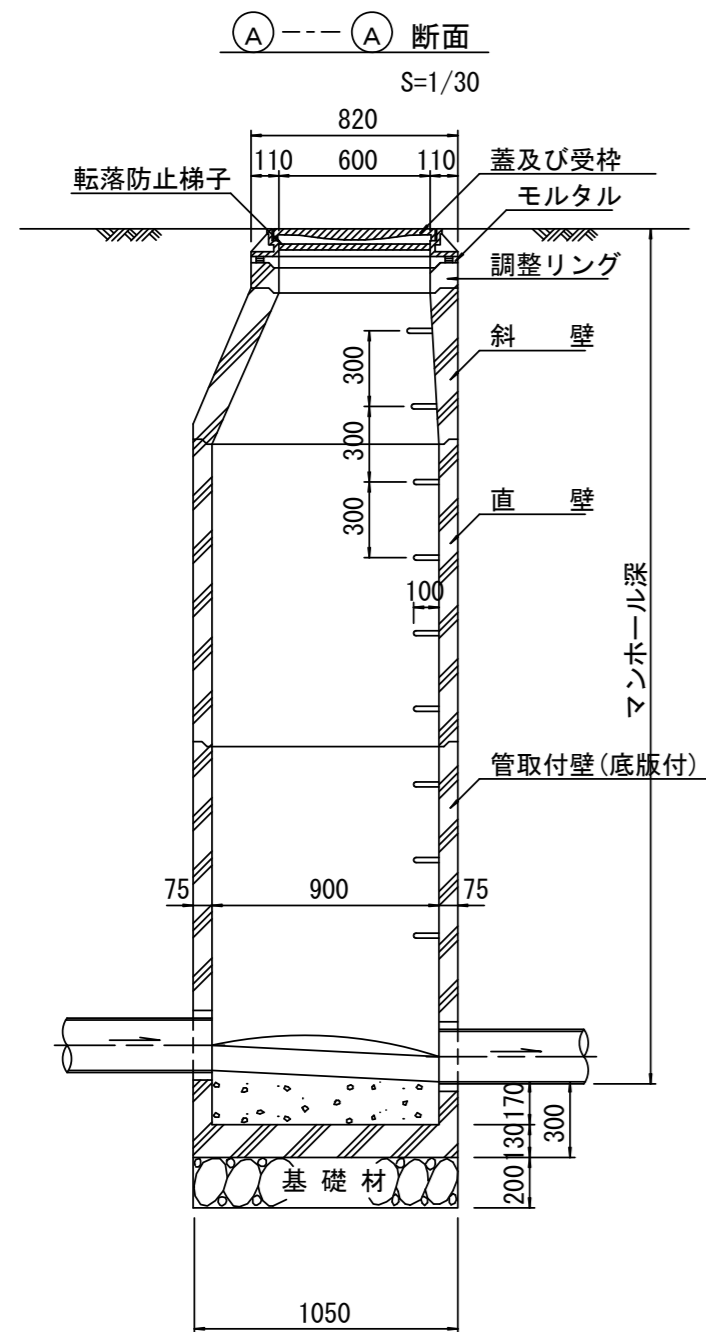 A A 断面
S=1/30
820
110 600 110
転落防止梯子
蓋及び受枠
モルタル
調整リング
斜 壁
300
300
300
直 壁
100
マンホール深
管取付壁(底版付)
75 900 75
170
130
300
200
基礎材
1050